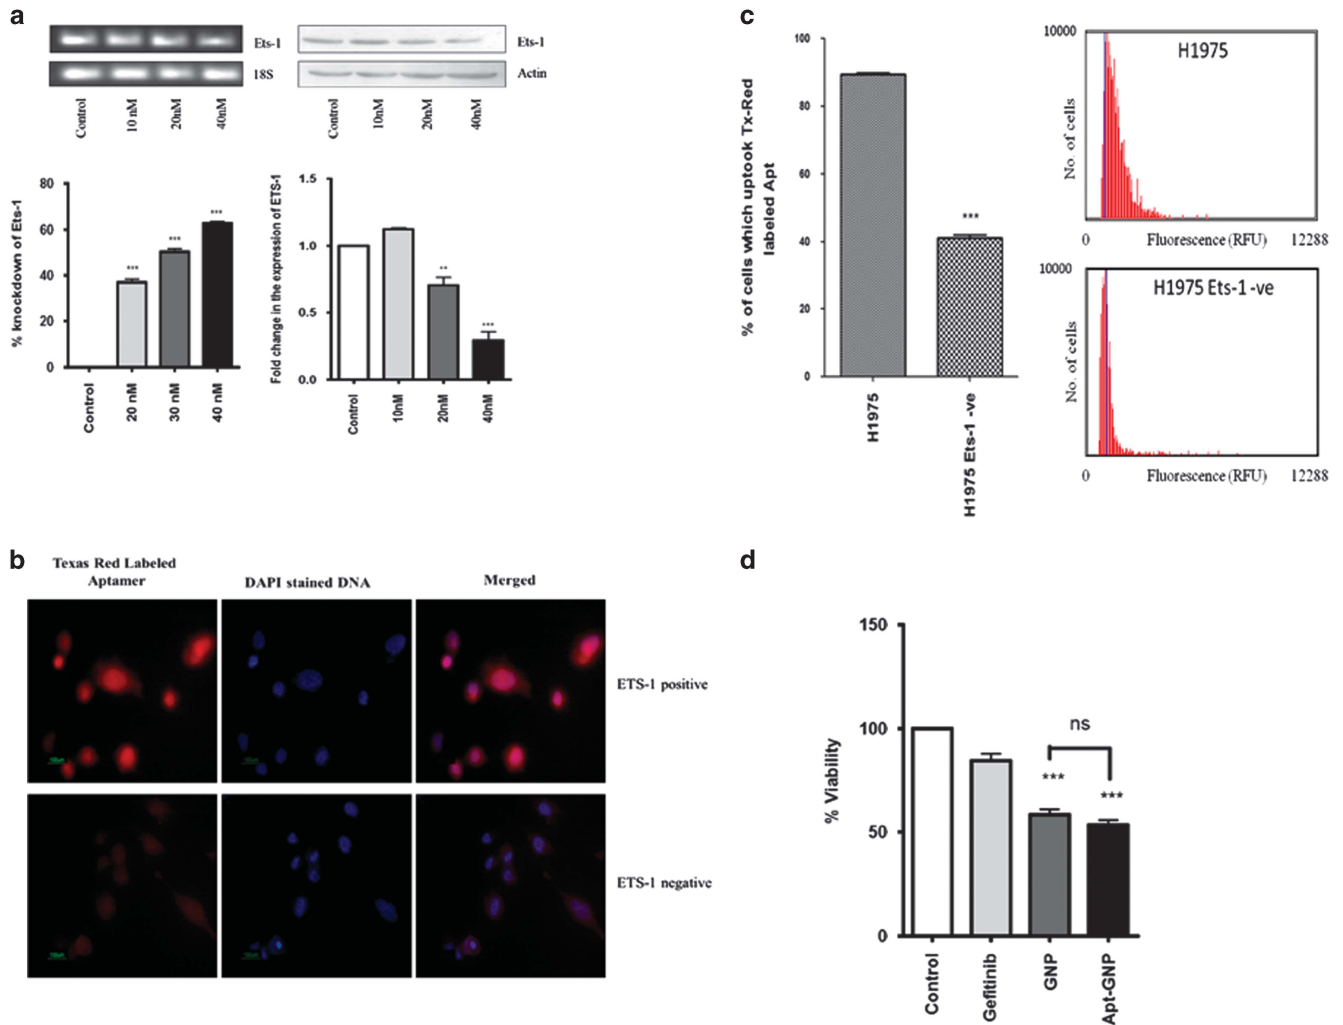 a
Ets-1
18S
Control
10 nM
20nM
40nM
Ets-1
Actin
Control
10nM
20nM
40nM
% knockdown of Ets-1
80
60
40
20
0
***
***
***
Control
20 nM
30 nM
40 nM
Fold change in the expression of ETS-1
1.5
1.0
0.5
0.0
**
***
Control
10nM
20nM
40nM
b
Texas Red Labeled
Aptamer
DAPI stained DNA
Merged
ETS-1 positive
ETS-1 negative
c
% of cells which uptook Tx-Red
labeled Apt
100
80
60
40
20
0
***
H1975
H1975 Ets-1 -ve
10000
H1975
No. of cells
0
Fluorescence (RFU)
12288
10000
H1975 Ets-1 -ve
No. of cells
0
Fluorescence (RFU)
12288
d
% Viability
150
100
50
0
ns
***
***
Control
Gefitinib
GNP
Apt-GNP